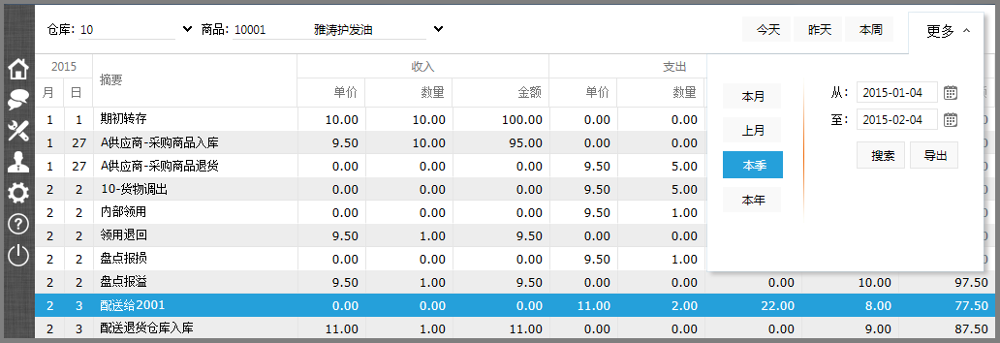 仓库: 10 商品: 10001 雅涛护发油 今天 昨天 本周 更多
2015 摘要 收入 支出
月 日 单价 数量 金额 单价 数量
本月 上月 本季 本年
从: 2015-01-04
至: 2015-02-04
搜索 导出
1 1 期初转存 10.00 10.00 100.00 0.00 0.00
1 27 A供应商-采购商品入库 9.50 10.00 95.00 0.00 0.00
1 27 A供应商-采购商品退货 0.00 0.00 0.00 9.50 5.00
2 2 10-货物调出 0.00 0.00 0.00 9.50 5.00
2 2 内部领用 0.00 0.00 0.00 9.50 1.00
2 2 领用退回 9.50 1.00 9.50 0.00 0.00
2 2 盘点报损 0.00 0.00 0.00 9.50 1.00
2 2 盘点报溢 9.50 1.00 9.50 0.00 0.00 0.00 10.00 97.50
2 3 配送给2001 0.00 0.00 0.00 11.00 2.00 22.00 8.00 77.50
2 3 配送退货仓库入库 11.00 1.00 11.00 0.00 0.00 0.00 9.00 87.50